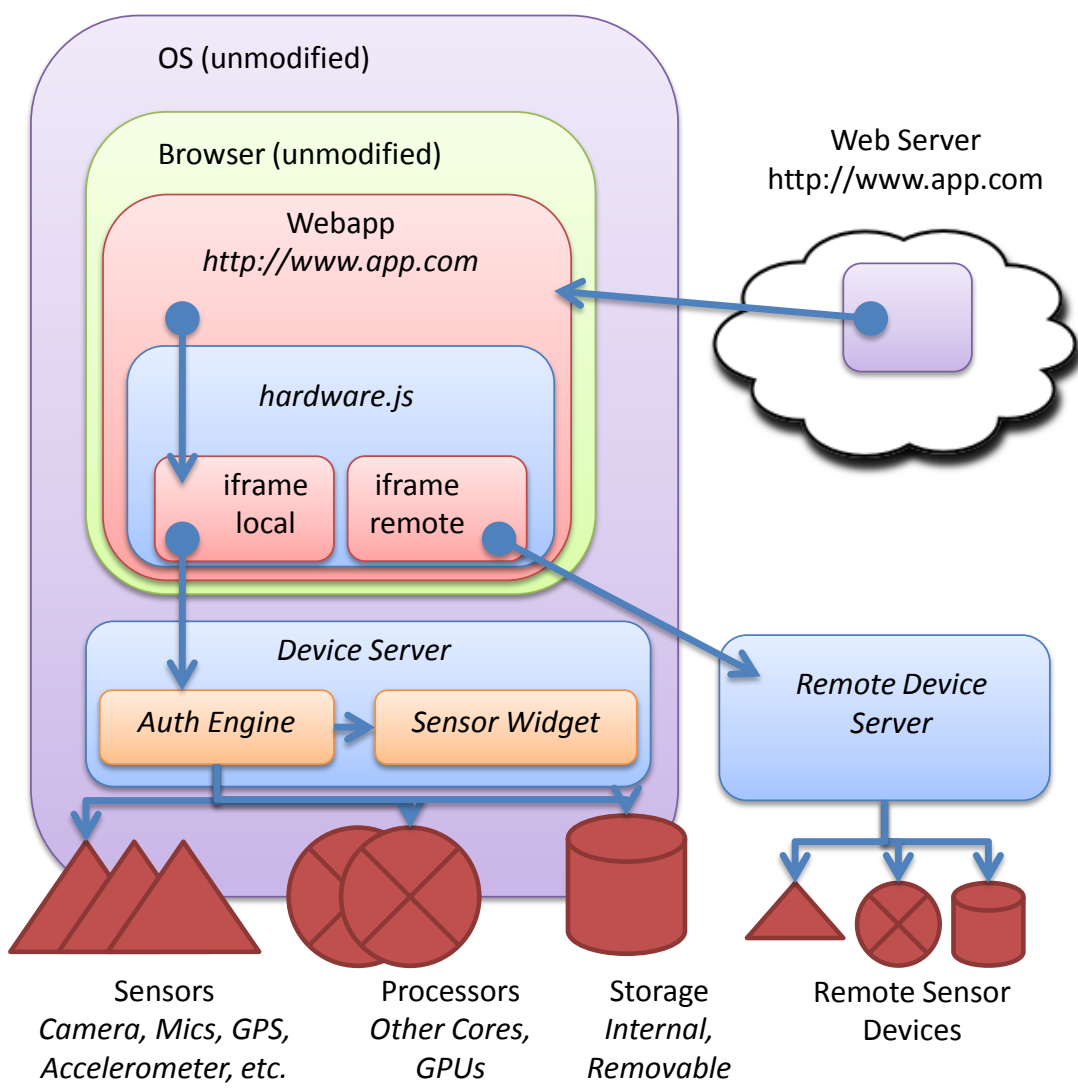 OS (unmodified)
Browser (unmodified)
Webapp
http://www.app.com
Web Server
http://www.app.com
hardware.js
iframe
local
iframe
remote
Device Server
Auth Engine
Sensor Widget
Remote Device
Server
Sensors
Camera, Mics, GPS,
Accelerometer, etc.
Processors
Other Cores,
GPUs
Storage
Internal,
Removable
Remote Sensor
Devices